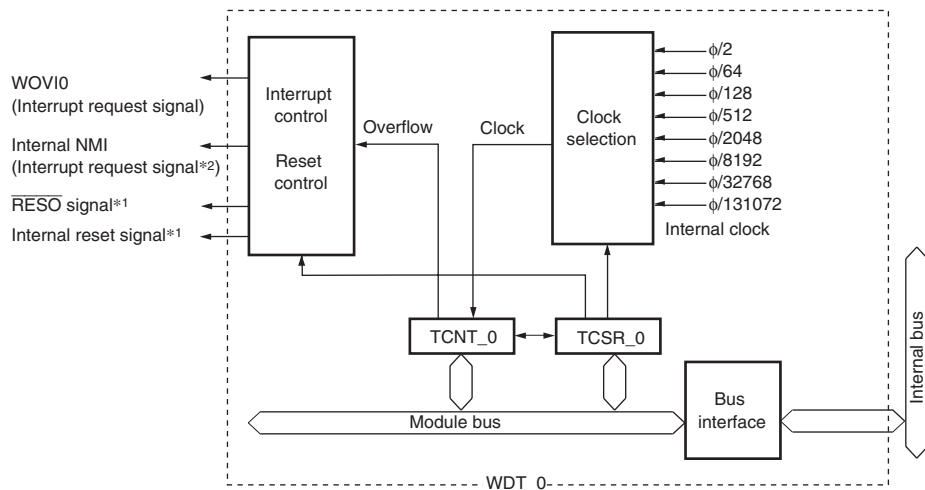 WOVI0
(Interrupt request signal)
Internal NMI
(Interrupt request signal*2)
RESO signal*1
Internal reset signal*1
Interrupt
control
Reset
control
Overflow
Clock
Clock
selection
ϕ/2
ϕ/64
ϕ/128
ϕ/512
ϕ/2048
ϕ/8192
ϕ/32768
ϕ/131072
Internal clock
TCNT_0
TCSR_0
Module bus
Bus
interface
Internal bus
WDT_0